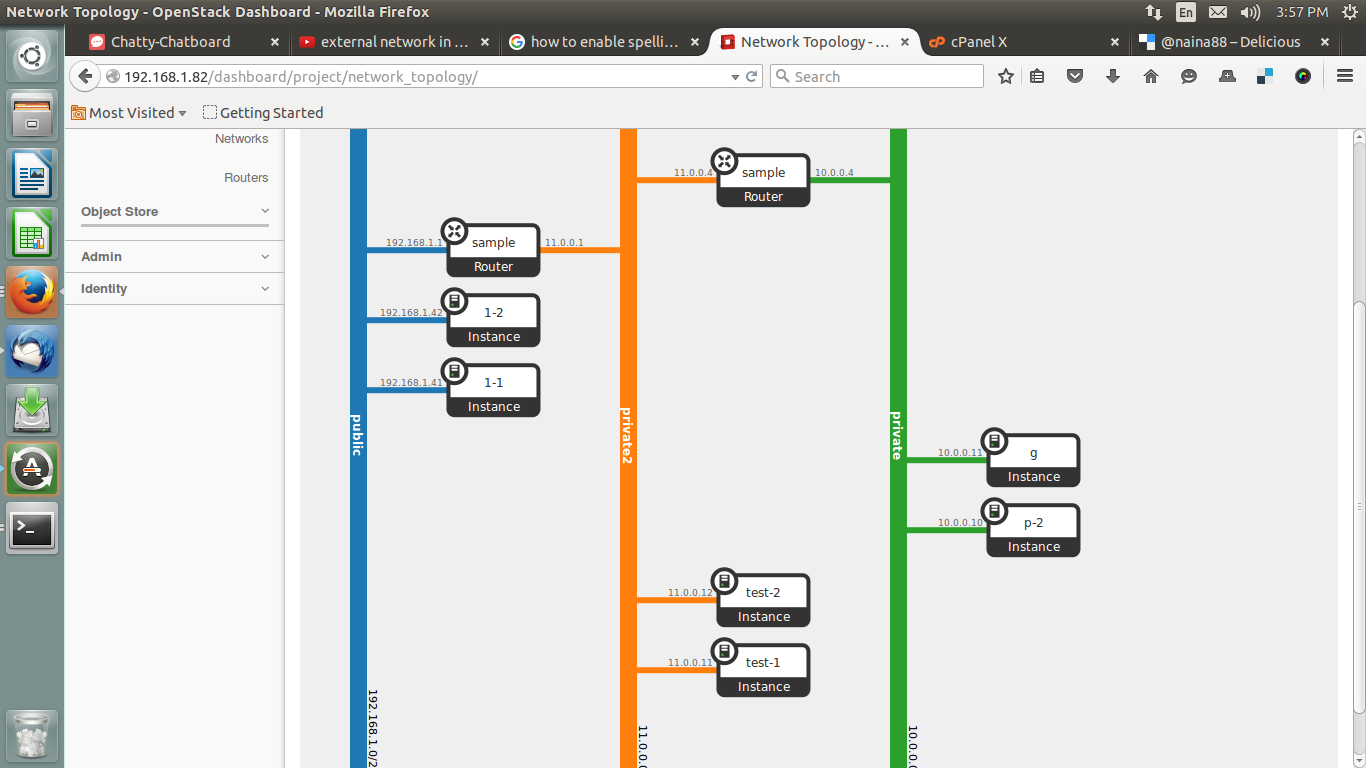 Network Topology - OpenStack Dashboard - Mozilla Firefox
En
3:57 PM
Chatty-Chatboard
external network in ...
how to enable spelli...
Network Topology - ...
cPanel X
@naina88 – Delicious
192.168.1.82/dashboard/project/network_topology/
Search
Most Visited
Getting Started
Networks
Routers
Object Store
Admin
Identity
11.0.0.4
sample
10.0.0.4
Router
192.168.1.1
sample
11.0.0.1
Router
192.168.1.42
1-2
Instance
192.168.1.41
1-1
Instance
public
private2
private
10.0.0.11
g
Instance
10.0.0.10
p-2
Instance
11.0.0.12
test-2
Instance
11.0.0.11
test-1
Instance
192.168.1.0/2
11.0.0.
10.0.0.